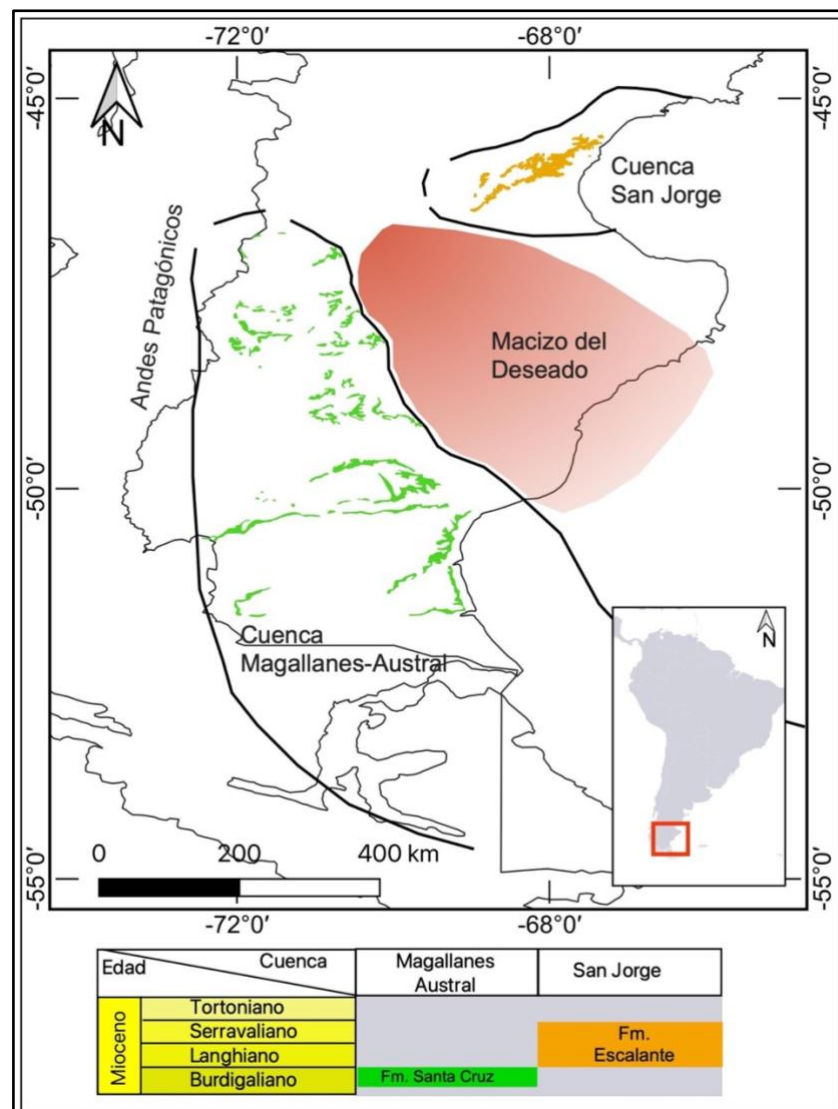 -72°0′ -68°0′
-45°0′ -45°0′
N
Cuenca
San Jorge
Andes Patagónicos
Macizo del
Deseado
-50°0′ -50°0′
Cuenca
Magallanes-Austral
N
0 200 400 km
-55°0′ -55°0′
-72°0′ -68°0′
Edad Cuenca
Magallanes
Austral
San Jorge
Mioceno
Tortoniano
Serravaliano
Langhiano
Burdigaliano
Fm. Santa Cruz
Fm.
Escalante